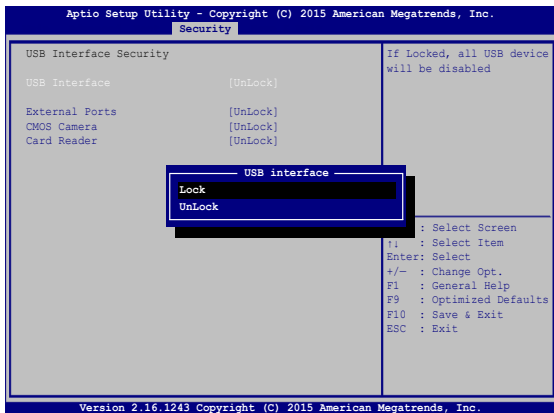 Aptio Setup Utility - Copyright (C) 2015 American Megatrends, Inc.
Security
USB Interface Security
USB Interface [UnLock]
External Ports [UnLock]
CMOS Camera [UnLock]
Card Reader [UnLock]
If Locked, all USB device
will be disabled
USB interface
Lock
UnLock
: Select Screen
↑↓ : Select Item
Enter: Select
+/— : Change Opt.
F1 : General Help
F9 : Optimized Defaults
F10 : Save & Exit
ESC : Exit
Version 2.16.1243 Copyright (C) 2015 American Megatrends, Inc.